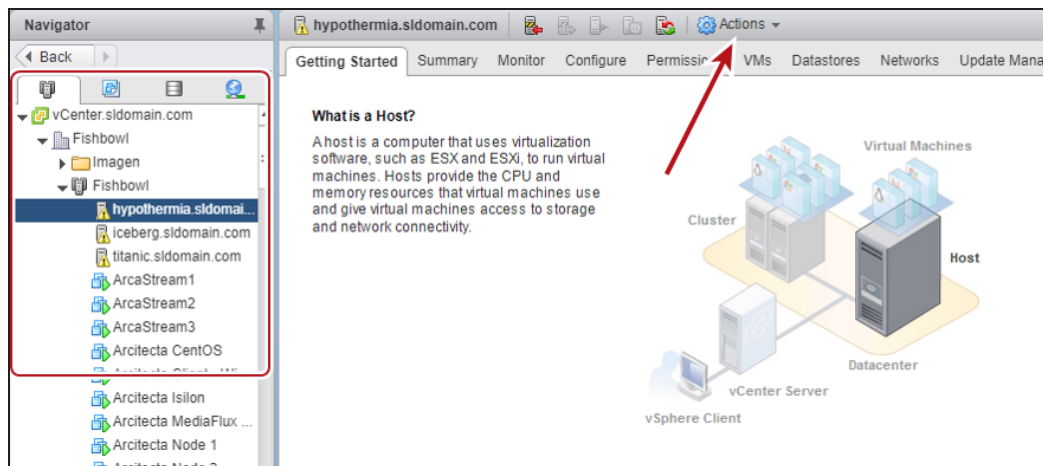 Navigator
Back
vCenter.sldomain.com
Fishbowl
Imagen
Fishbowl
hypothermia.sldomai...
iceberg.sldomain.com
titanic.sldomain.com
ArcaStream1
ArcaStream2
ArcaStream3
Arcitecta CentOS
Arcitecta Isilon
Arcitecta MediaFlux ...
Arcitecta Node 1
hypothermia.sldomain.com
Actions
Getting Started Summary Monitor Configure VMs Datastores Networks Update Mana
What is a Host?
A host is a computer that uses virtualization
software, such as ESX and ESXi, to run virtual
machines. Hosts provide the CPU and
memory resources that virtual machines use
and give virtual machines access to storage
and network connectivity.
Virtual Machines
Cluster
Host
Datacenter
vCenter Server
vSphere Client